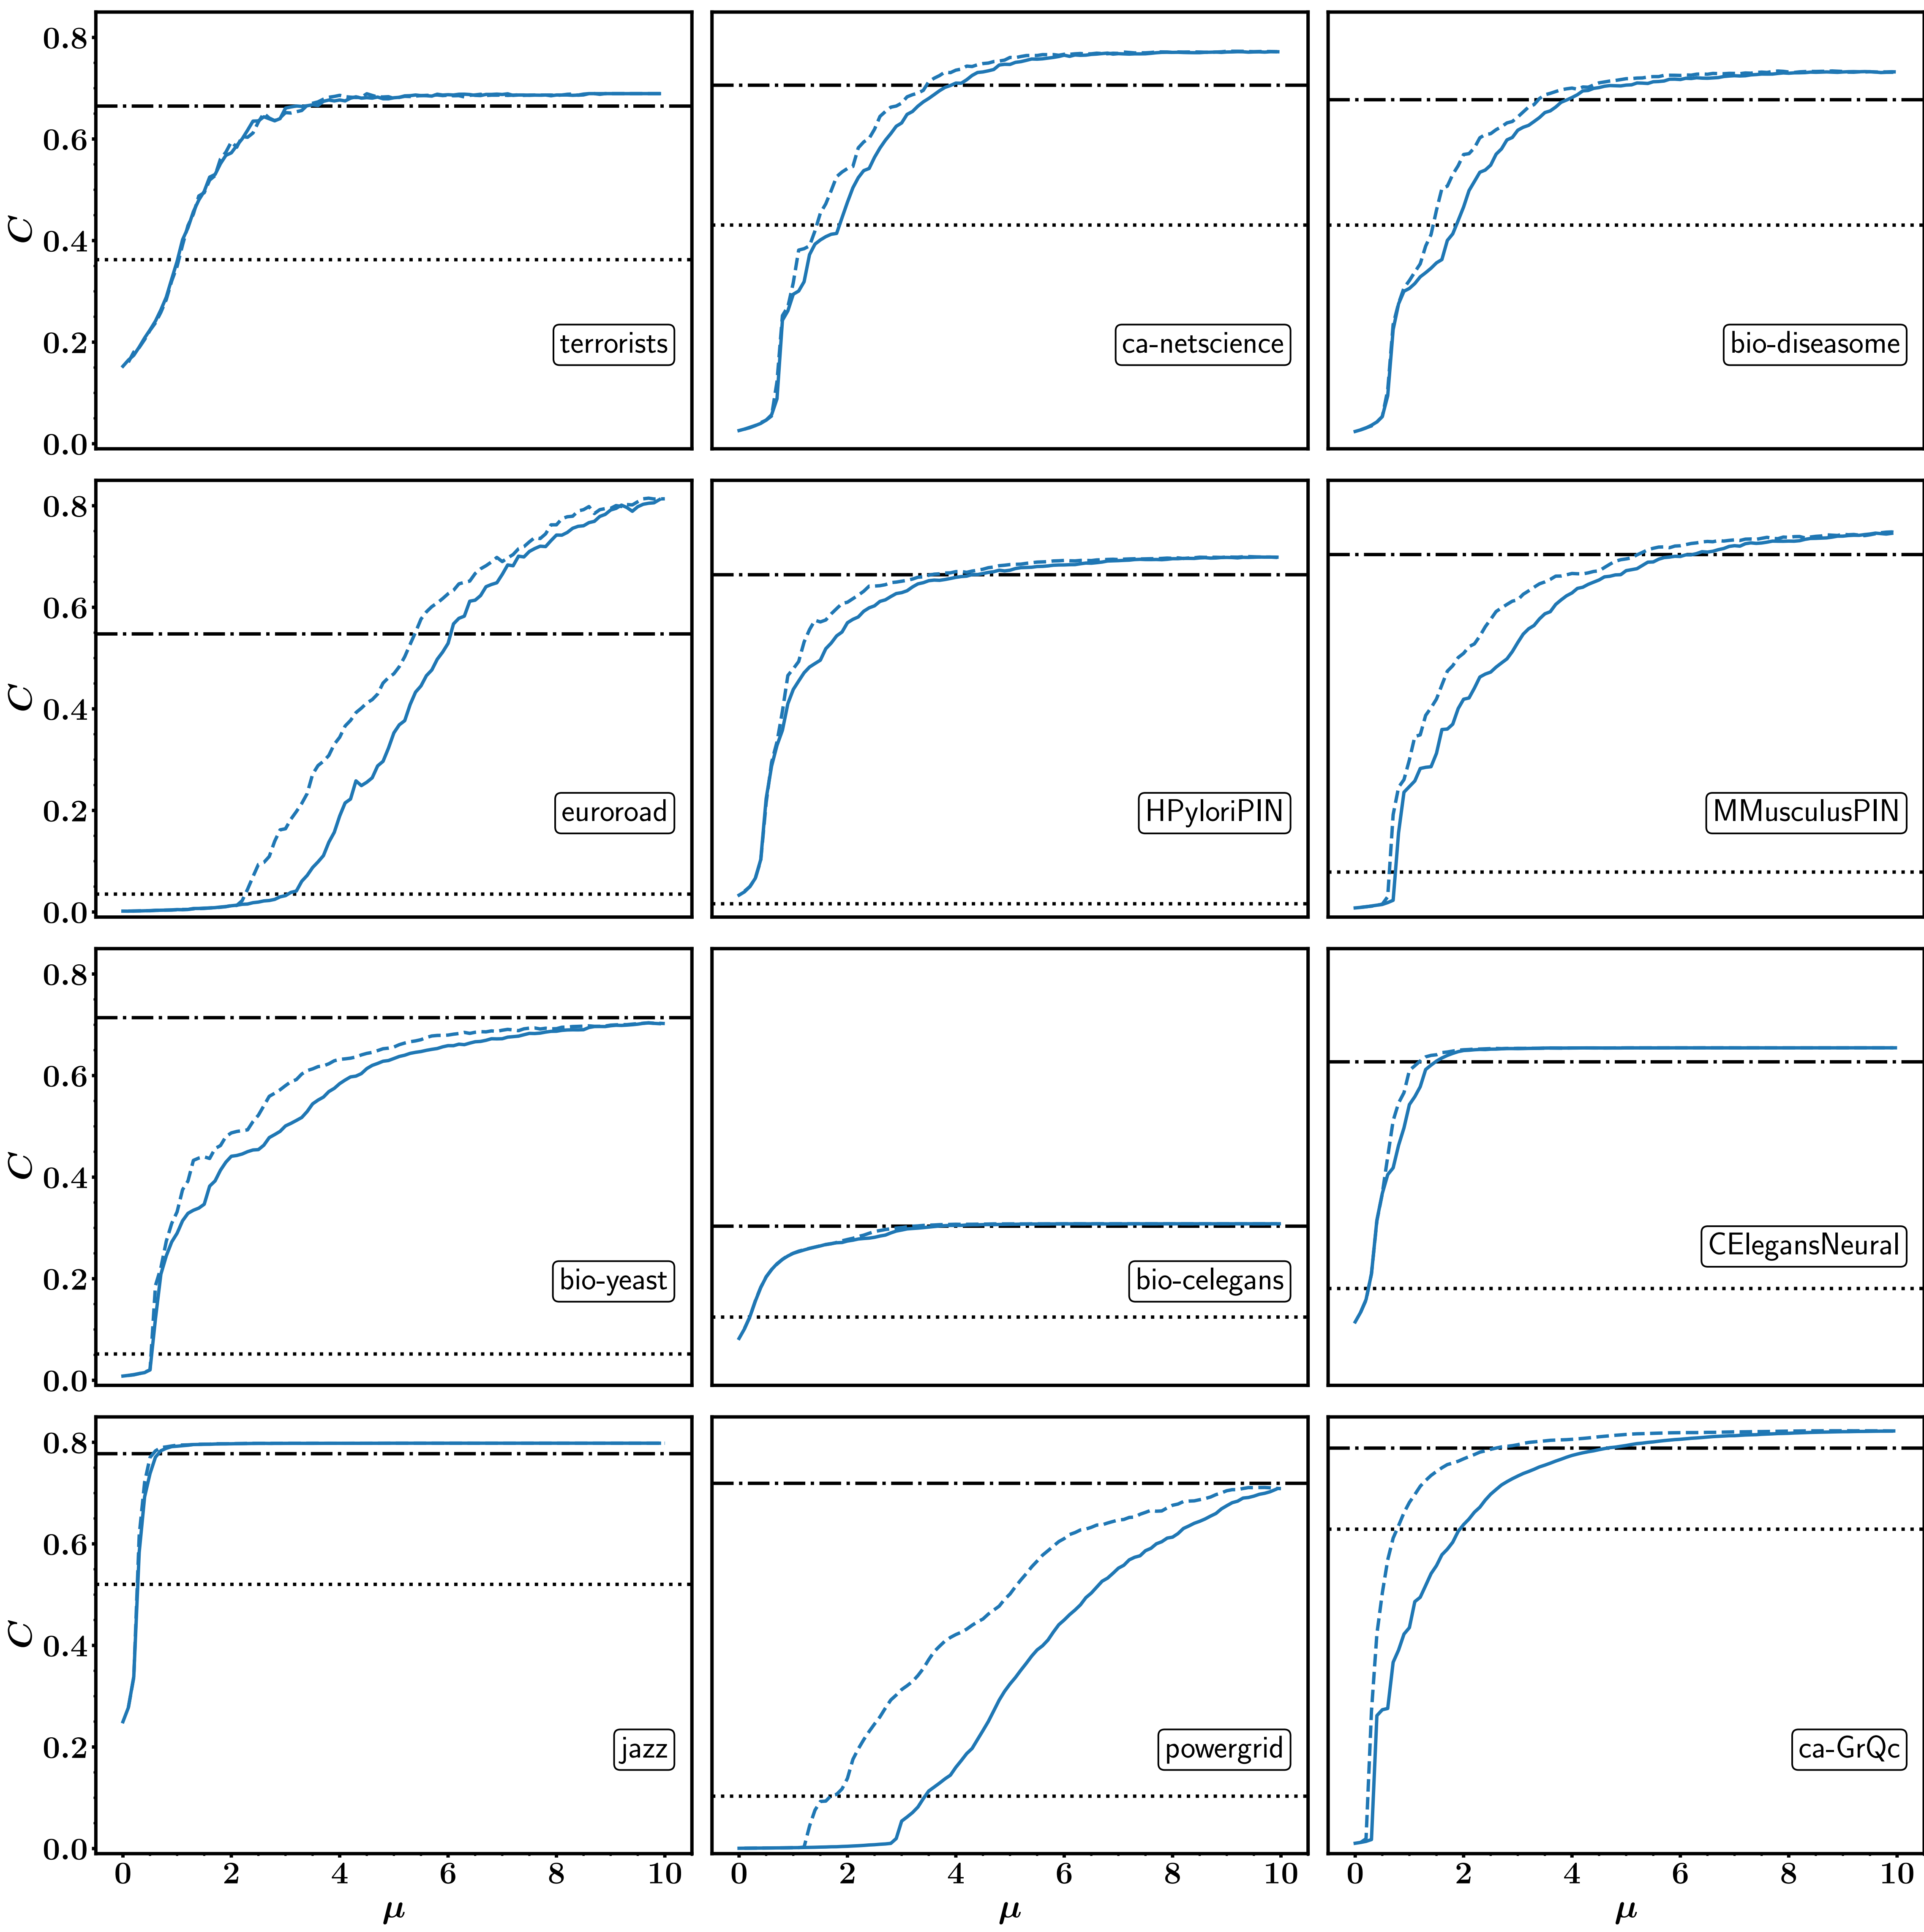 0.8
0.6
C
0.4
0.2
0.0
terrorists
ca-netscience
bio-diseasome
0.8
0.6
C
0.4
0.2
0.0
euroroad
HPyloriPIN
MMusculusPIN
0.8
0.6
C
0.4
0.2
0.0
bio-yeast
bio-celegans
CElegansNeural
0.8
0.6
C
0.4
0.2
0.0
jazz
powergrid
ca-GrQc
0 2 4 6 8 10
0 2 4 6 8 10
0 2 4 6 8 10
μ
μ
μ